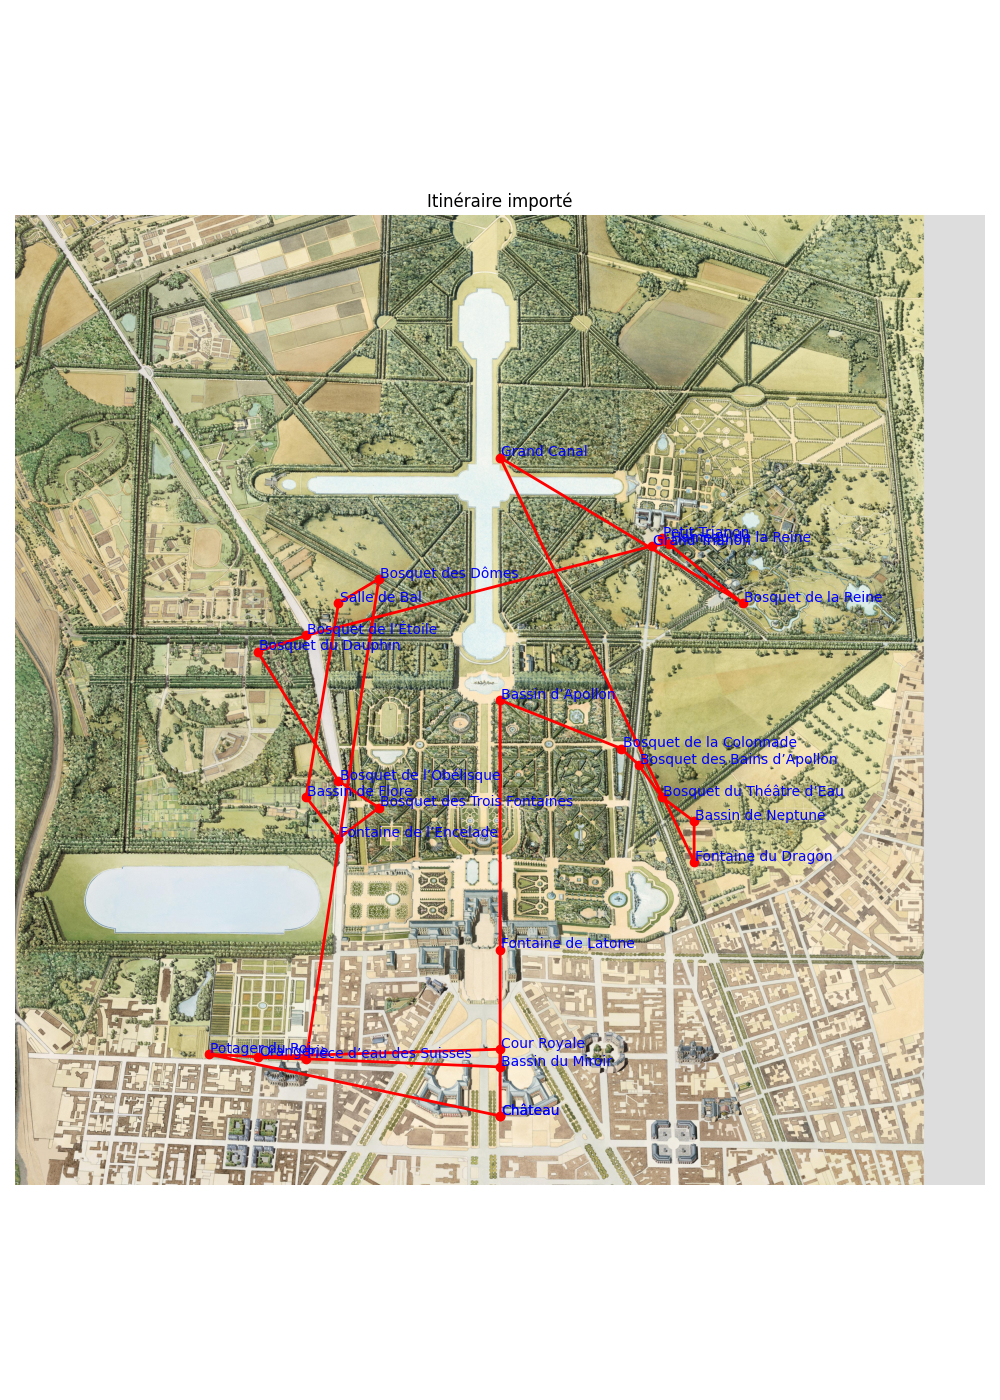 Itinéraire importé
Grand Canal
Petit Trianon
Hameau de la Reine
Grand Trianon
Bosquet des Dômes
Salle de Bal
Bosquet de la Reine
Bosquet de l’Étoile
Bosquet du Dauphin
Bassin d’Apollon
Bosquet de la Colonnade
Bosquet des Bains d’Apollon
Bosquet de l’Obélisque
Bassin de Flore
Bosquet du Théâtre d’Eau
Bosquet des Trois Fontaines
Bassin de Neptune
Fontaine de l’Encelade
Fontaine du Dragon
Fontaine de Latone
Cour Royale
Potager du Roi
Orangerie
Pièce d’eau des Suisses
Bassin du Miroir
Château